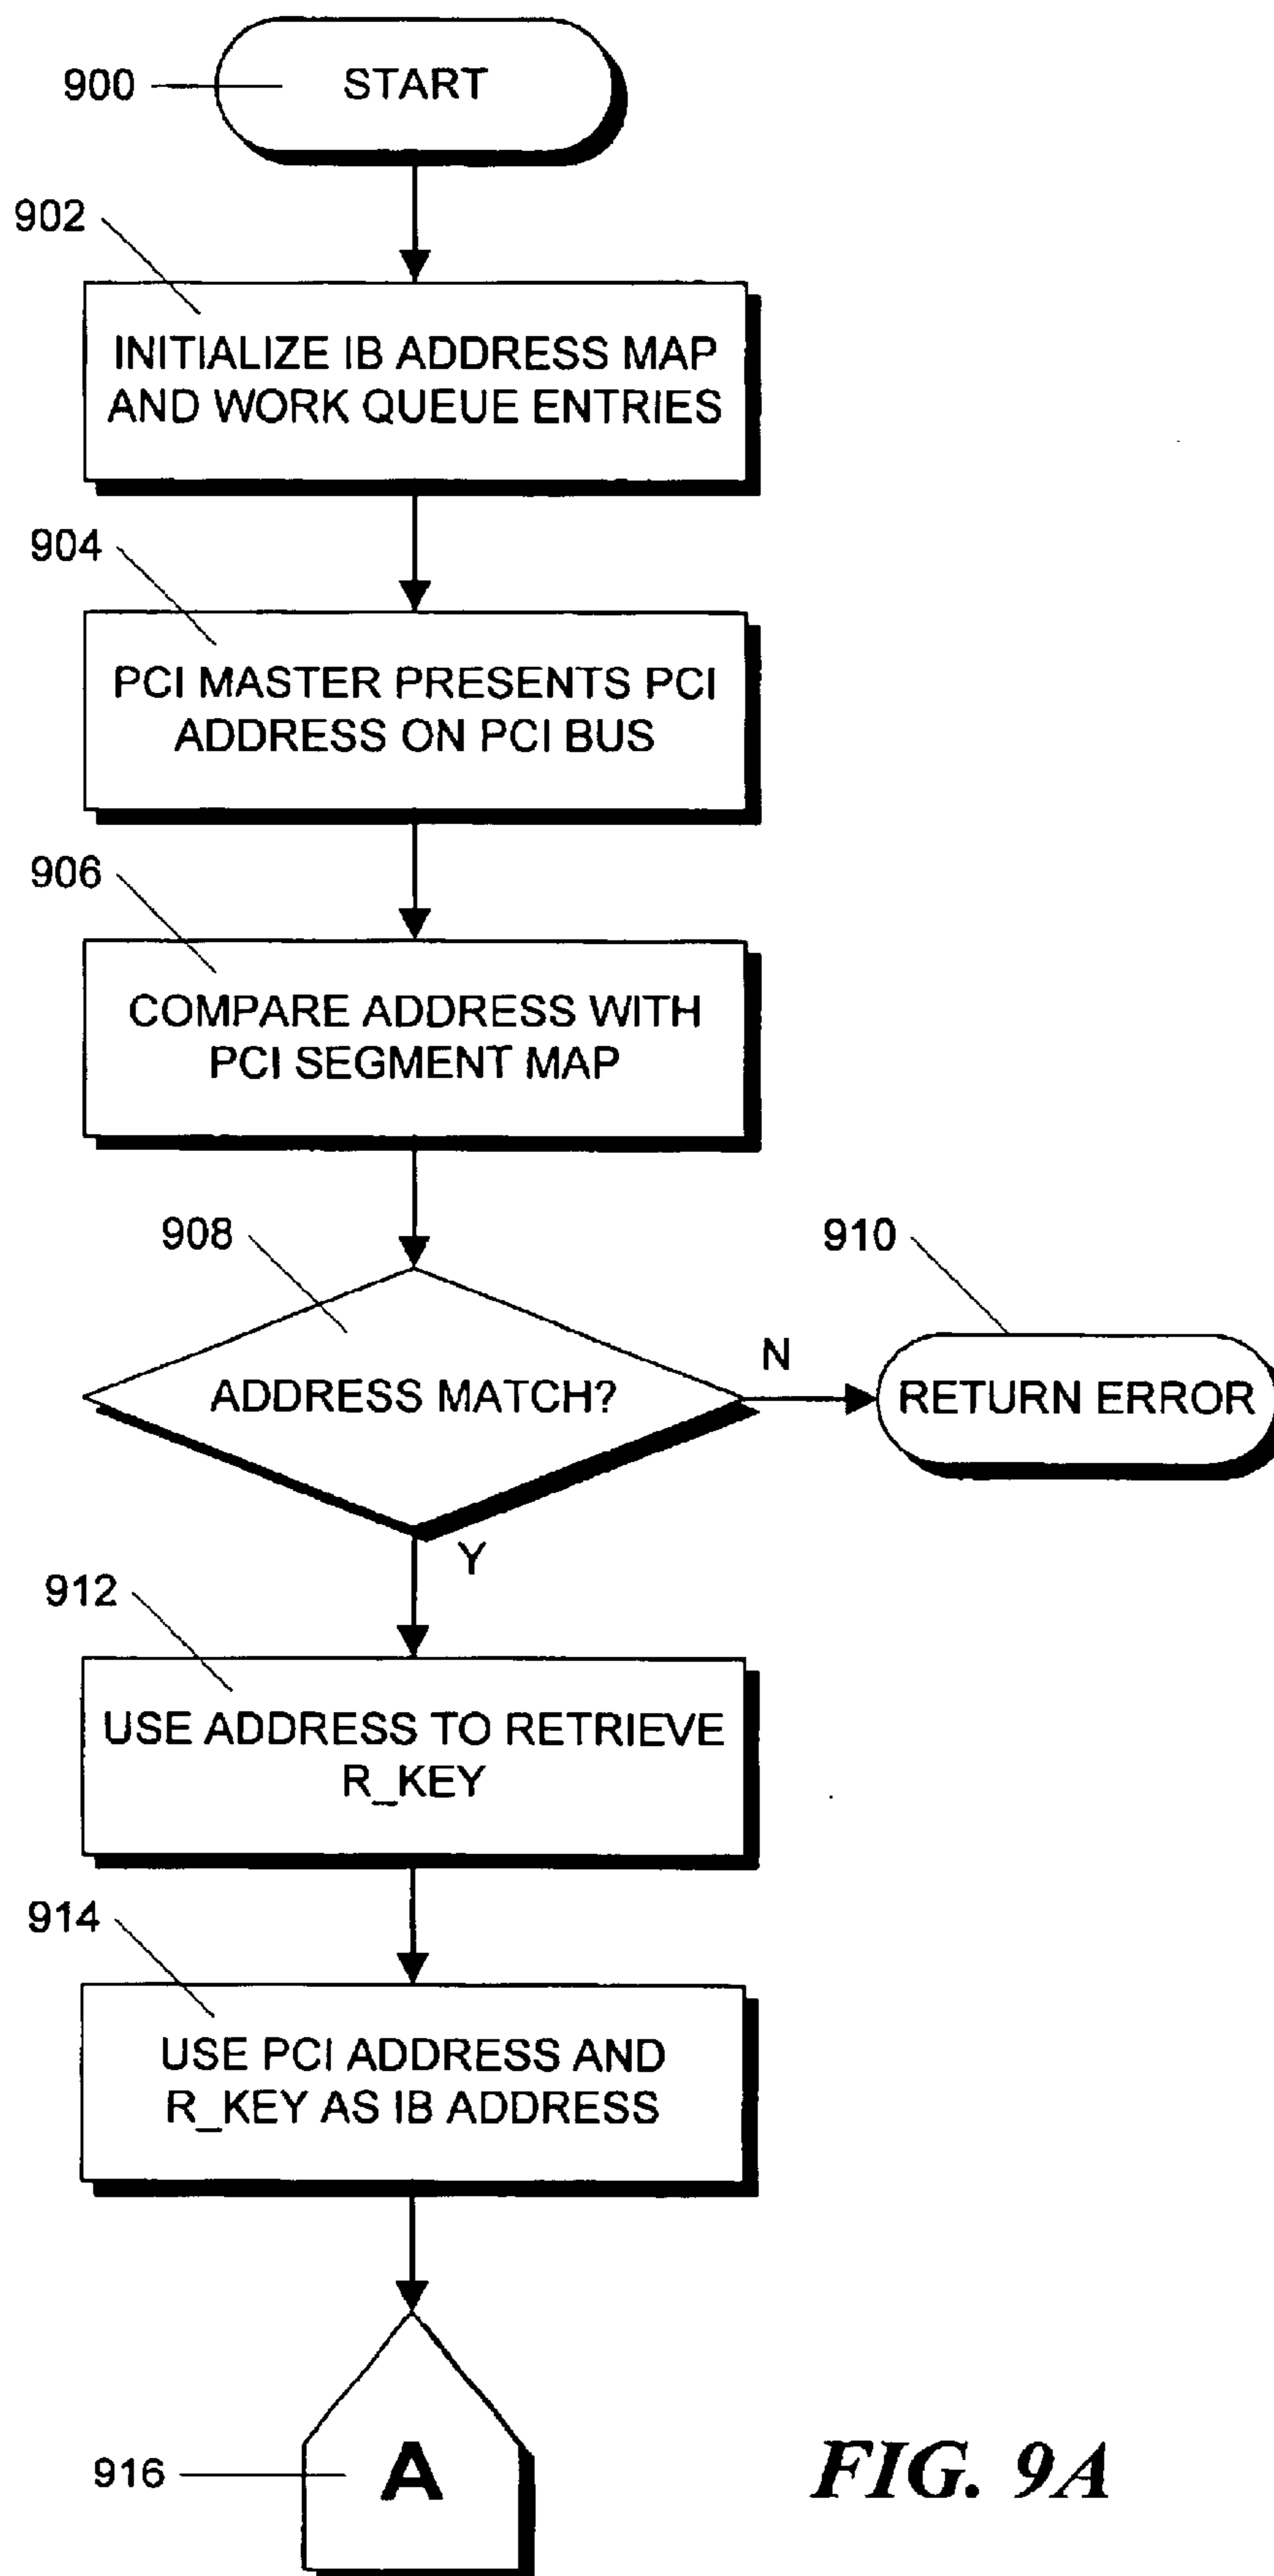 900
START
902
INITIALIZE IB ADDRESS MAP
AND WORK QUEUE ENTRIES
904
PCI MASTER PRESENTS PCI
ADDRESS ON PCI BUS
906
COMPARE ADDRESS WITH
PCI SEGMENT MAP
908
910
ADDRESS MATCH?
N
RETURN ERROR
Y
912
USE ADDRESS TO RETRIEVE
R_KEY
914
USE PCI ADDRESS AND
R_KEY AS IB ADDRESS
916
A
FIG. 9A